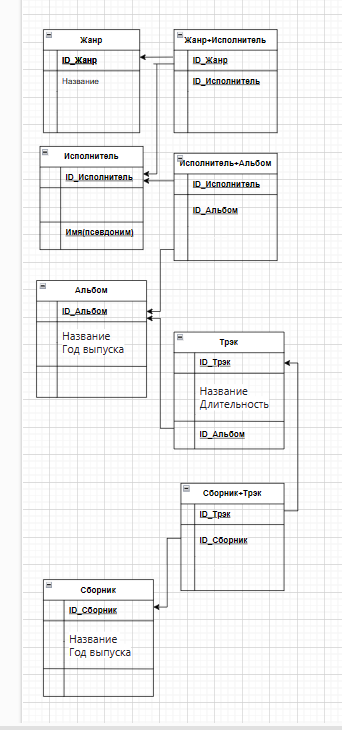 Жанр
ID_Жанр
Название
Жанр+Исполнитель
ID_Жанр
ID_Исполнитель
Исполнитель
ID_Исполнитель
Имя(псевдоним)
Исполнитель+Альбом
ID_Исполнитель
ID_Альбом
Альбом
ID_Альбом
Название
Год выпуска
Трэк
ID_Трэк
Название
Длительность
ID_Альбом
Сборник+Трэк
ID_Трэк
ID_Сборник
Сборник
ID_Сборник
Название
Год выпуска